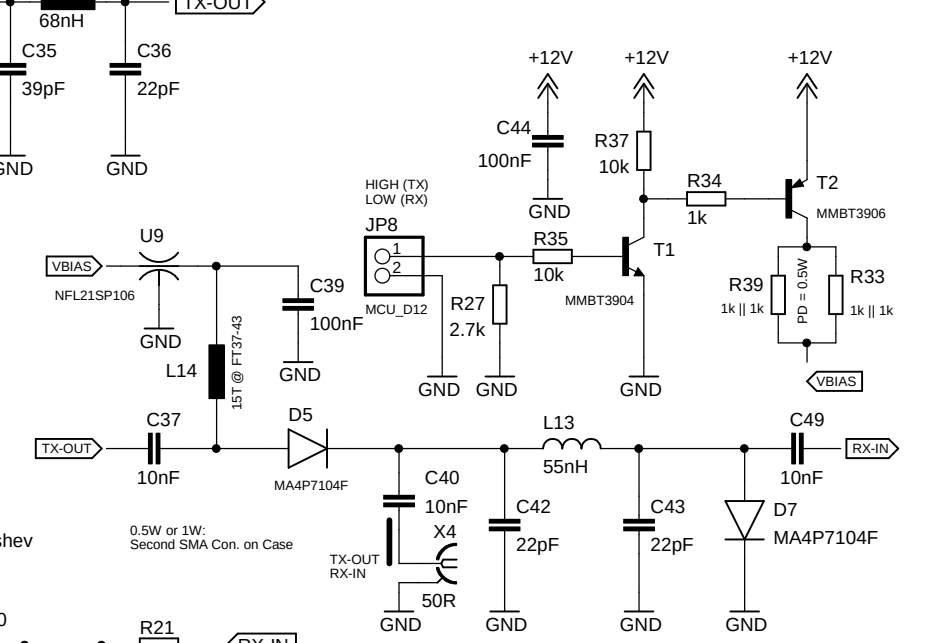 TX-OUT
68nH
C35
39pF
C36
22pF
GND
GND
+12V
+12V
+12V
C44
100nF
GND
R37
10k
R34
1k
T2
MMBT3906
HIGH (TX)
LOW (RX)
JP8
1
2
MCU_D12
U9
VBIAS
NFL21SP106
GND
C39
100nF
GND
R35
10k
T1
MMBT3904
R27
2.7k
GND
GND
GND
R39
1k || 1k
PD = 0.5W
R33
1k || 1k
VBIAS
L14
15T @ FT37-43
TX-OUT
C37
10nF
D5
MA4P7104F
L13
55nH
C49
10nF
RX-IN
C40
10nF
C42
22pF
C43
22pF
D7
MA4P7104F
0.5W or 1W:
Second SMA Con. on Case
TX-OUT
RX-IN
X4
50R
GND
GND
GND
GND
shev
0
R21
RX-IN